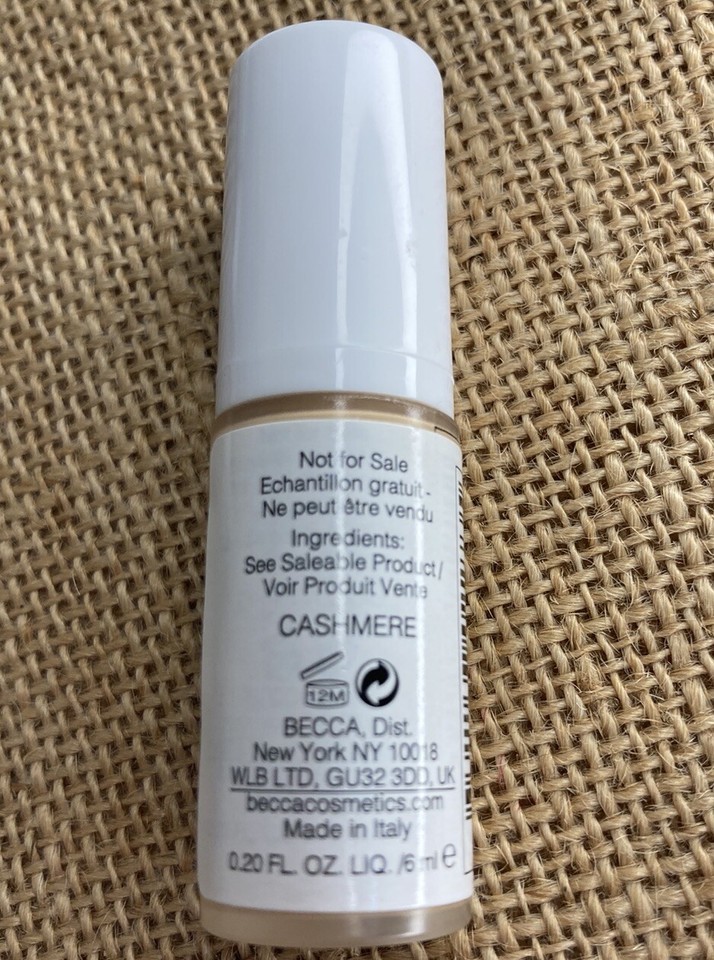 Not for Sale
Echantillon gratuit -
Ne peut être vendu
Ingredients:
See Saleable Product /
Voir Produit Vente
CASHMERE
12M
BECCA, Dist.
New York NY 10018
WLB LTD, GU32 3DD, UK
beccacosmetics.com
Made in Italy
0.20 FL. OZ. LIQ. /6 ml e